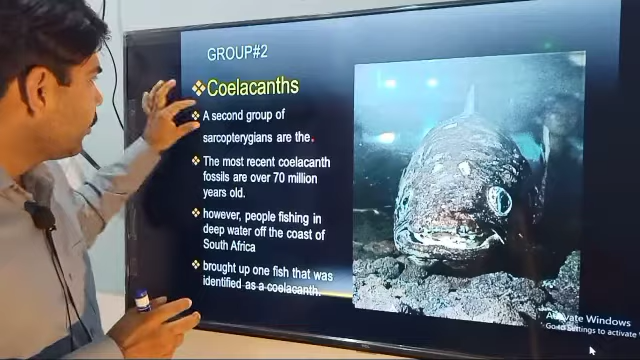 GROUP#2
Coelacanths
A second group of
sarcopterygians are the.
The most recent coelacanth
fossils are over 70 million
years old.
however, people fishing in
deep water off the coast of
South Africa
brought up one fish that was
identified as a coelacanth.
Activate Windows
Go to Settings to activate